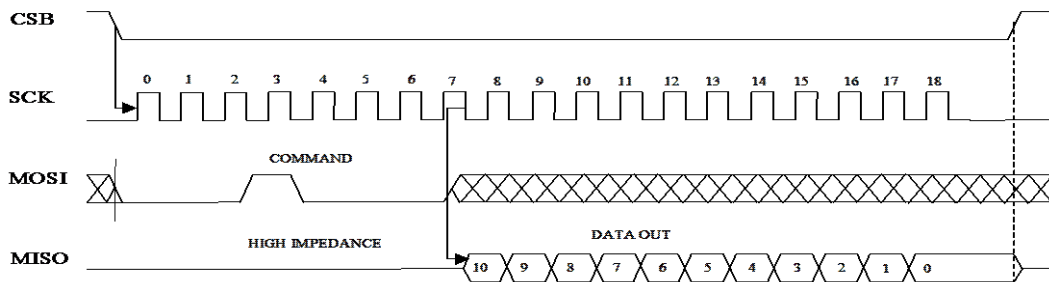 CSB
0 1 2 3 4 5 6 7 8 9 10 11 12 13 14 15 16 17 18
SCK
COMMAND
MOSI
HIGH IMPEDANCE DATA OUT
MISO
10 9 8 7 6 5 4 3 2 1 0